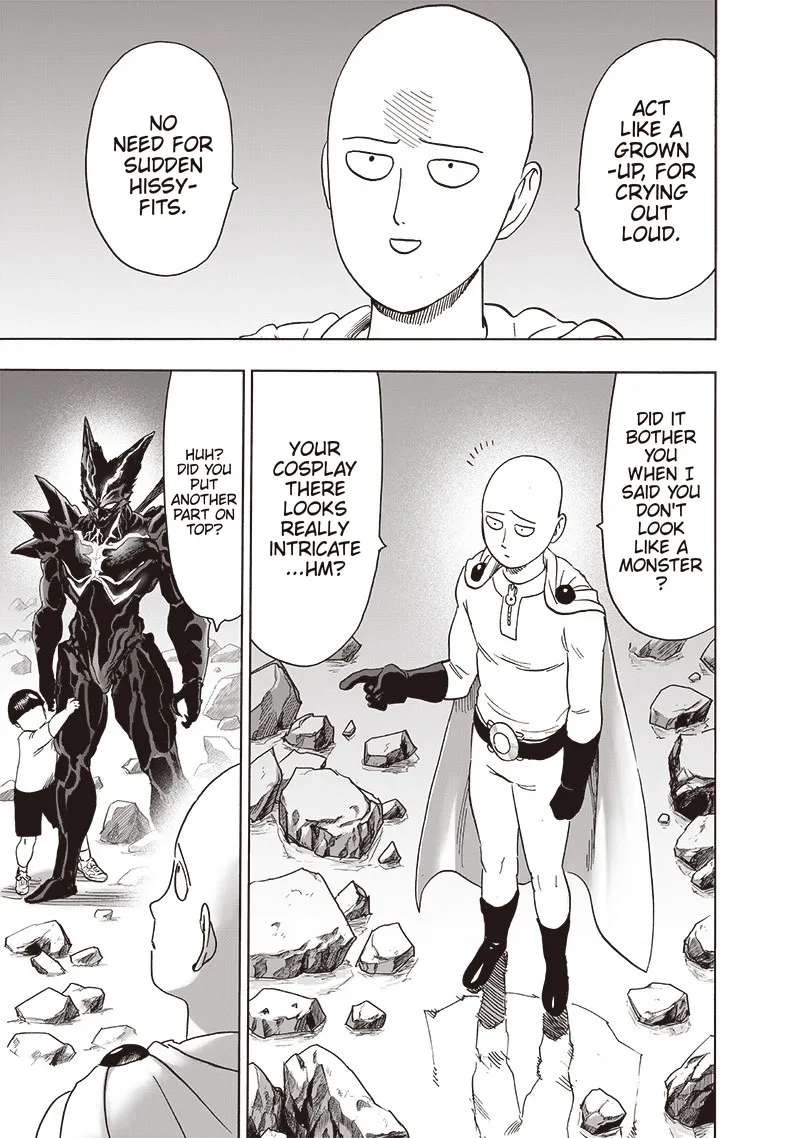 ACT
LIKE A
GROWN
-UP, FOR
CRYING
OUT
LOUD.
NO
NEED FOR
SUDDEN
HISSY-
FITS.
DID IT
BOTHER
YOU
WHEN I
SAID YOU
DON'T
LOOK
LIKE A
MONSTER
?
YOUR
COSPLAY
THERE
LOOKS
REALLY
INTRICATE
...HM?
HUH?
DID YOU
PUT
ANOTHER
PART ON
TOP?